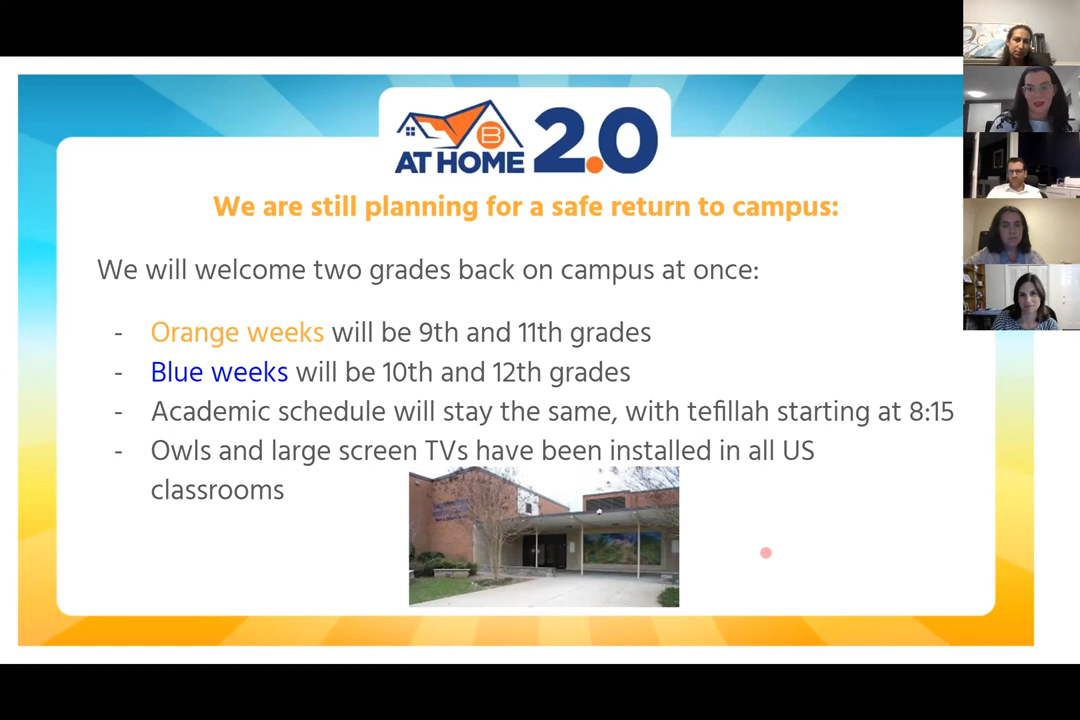 B
AT HOME 2.0
We are still planning for a safe return to campus:
We will welcome two grades back on campus at once:
- Orange weeks will be 9th and 11th grades
- Blue weeks will be 10th and 12th grades
- Academic schedule will stay the same, with tefillah starting at 8:15
- Owls and large screen TVs have been installed in all US
classrooms